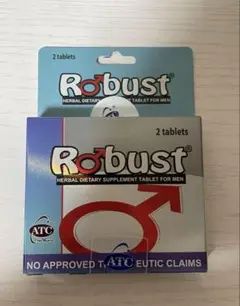 2 tablets
Robust®
HERBAL DIETARY SUPPLEMENT TABLET FOR MEN
2 tablets
Robust®
HERBAL DIETARY SUPPLEMENT TABLET FOR MEN
ATC
ATC
NO APPROVED T EUTIC CLAIMS